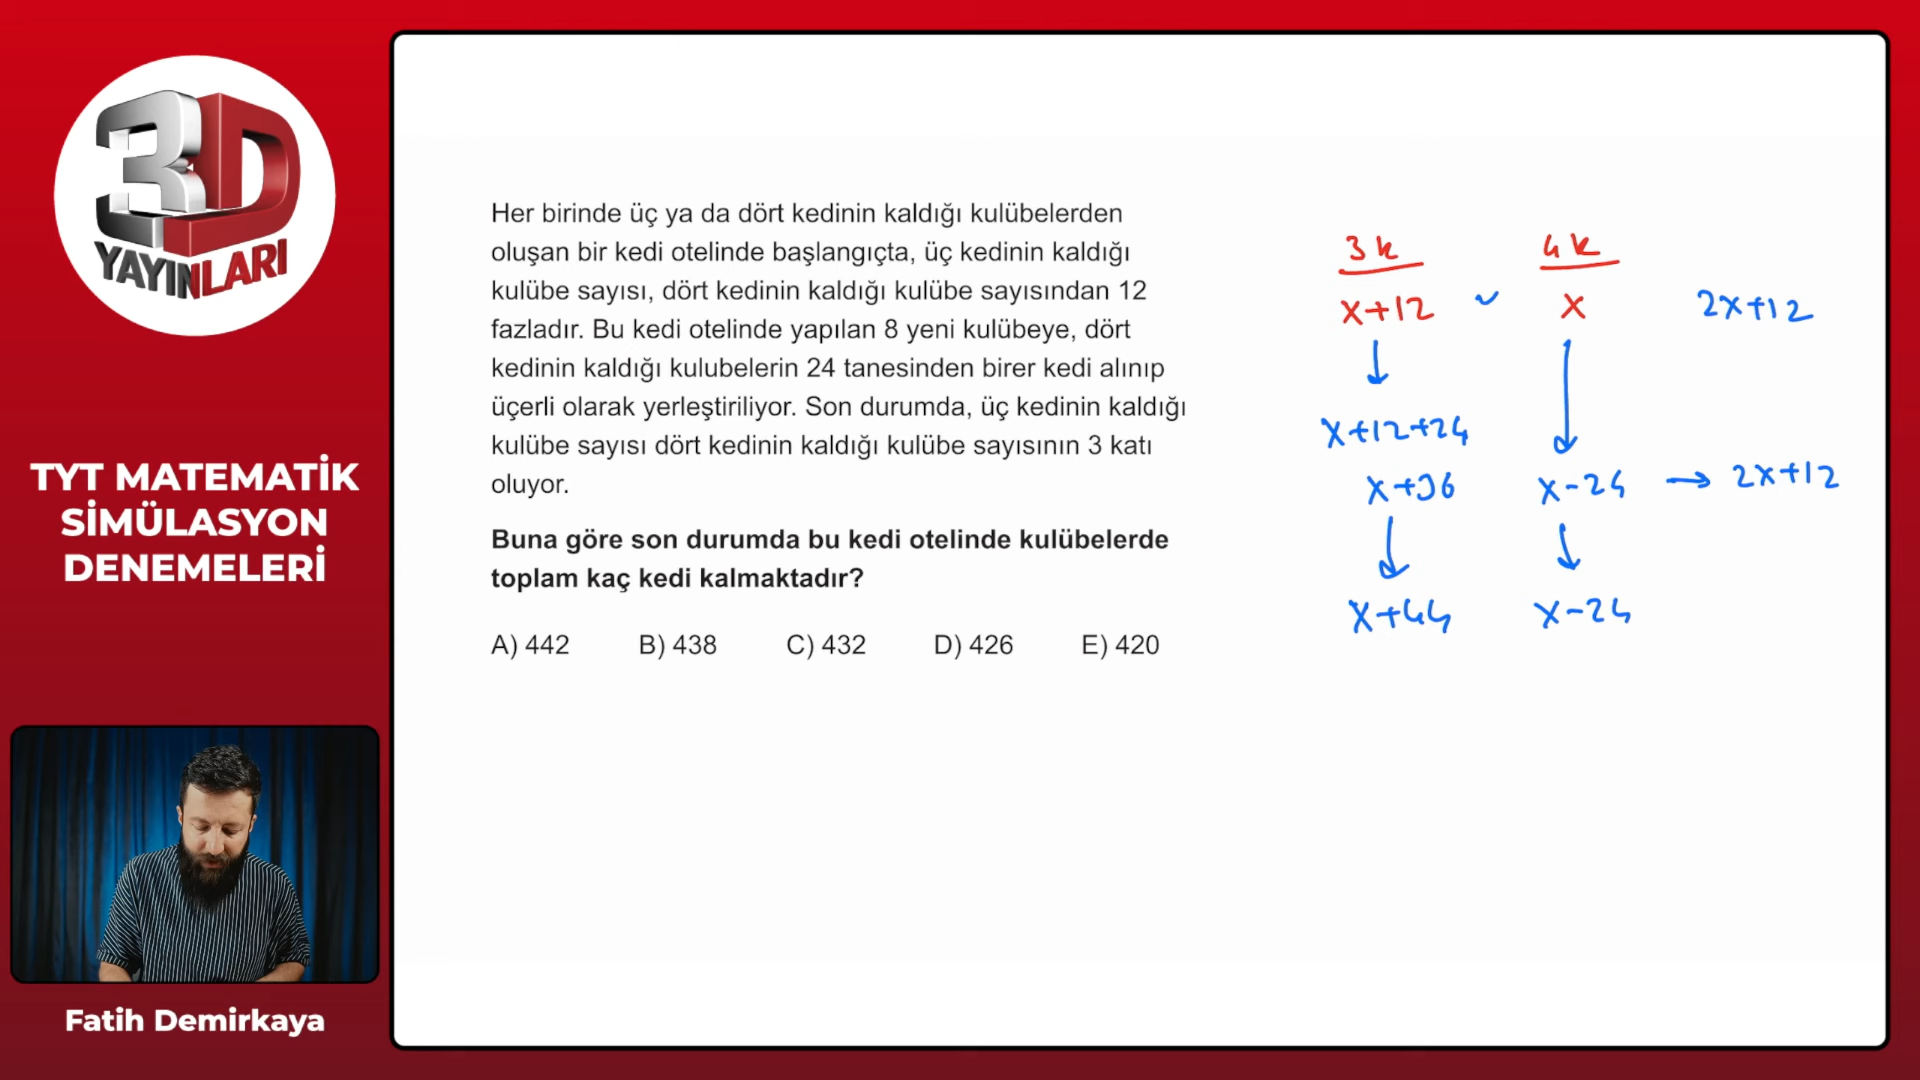 3D
YAYINLARI
TYT MATEMATİK
SİMÜLASYON
DENEMELERİ
Fatih Demirkaya
Her birinde üç ya da dört kedinin kaldığı kulübelerden
oluşan bir kedi otelinde başlangıçta, üç kedinin kaldığı
kulübe sayısı, dört kedinin kaldığı kulübe sayısından 12
fazladır. Bu kedi otelinde yapılan 8 yeni kulübeye, dört
kedinin kaldığı kulubelerin 24 tanesinden birer kedi alınıp
üçerli olarak yerleştiriliyor. Son durumda, üç kedinin kaldığı
kulübe sayısı dört kedinin kaldığı kulübe sayısının 3 katı
oluyor.
Buna göre son durumda bu kedi otelinde kulübelerde
toplam kaç kedi kalmaktadır?
A) 442 B) 438 C) 432 D) 426 E) 420
3k 4k
x+12 x 2x+12
x+12+24
x+36 x-24 → 2x+12
x+44 x-24